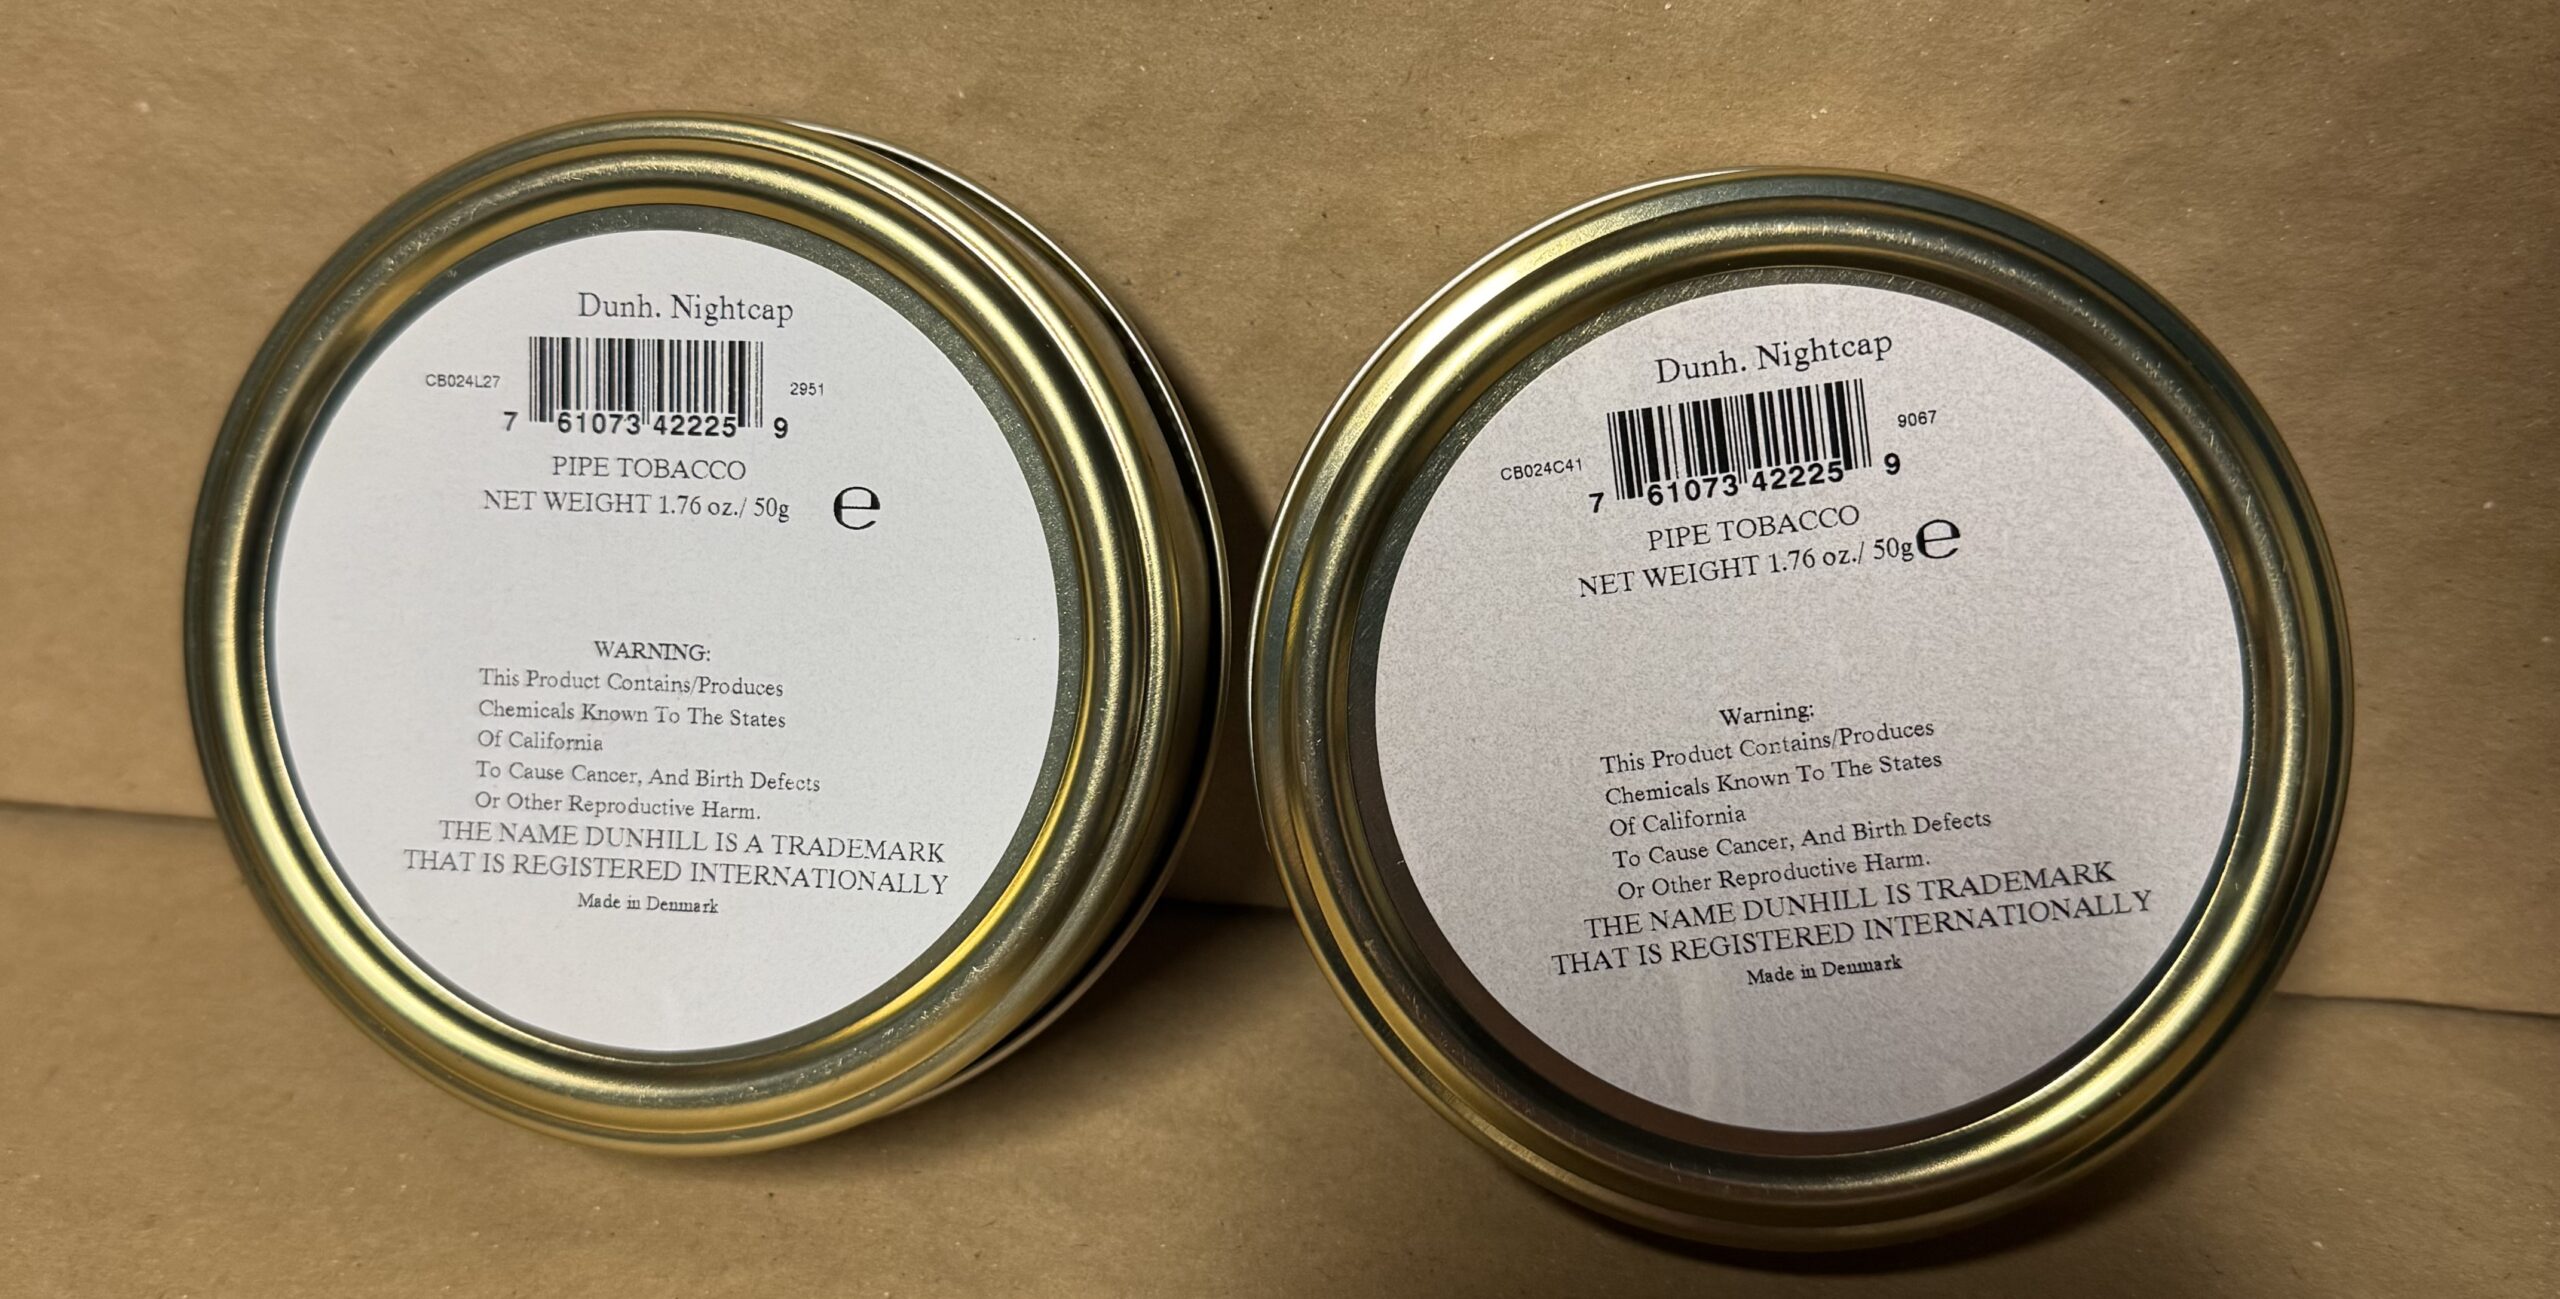 Dunh. Nightcap
CB024L27
2951
7 61073 42225 9
PIPE TOBACCO
NET WEIGHT 1.76 oz./ 50g ℮
WARNING:
This Product Contains/Produces
Chemicals Known To The States
Of California
To Cause Cancer, And Birth Defects
Or Other Reproductive Harm.
THE NAME DUNHILL IS A TRADEMARK
THAT IS REGISTERED INTERNATIONALLY
Made in Denmark
Dunh. Nightcap
CB024C41
9067
7 61073 42225 9
PIPE TOBACCO
NET WEIGHT 1.76 oz./ 50g℮
Warning:
This Product Contains/Produces
Chemicals Known To The States
Of California
To Cause Cancer, And Birth Defects
Or Other Reproductive Harm.
THE NAME DUNHILL IS TRADEMARK
THAT IS REGISTERED INTERNATIONALLY
Made in Denmark